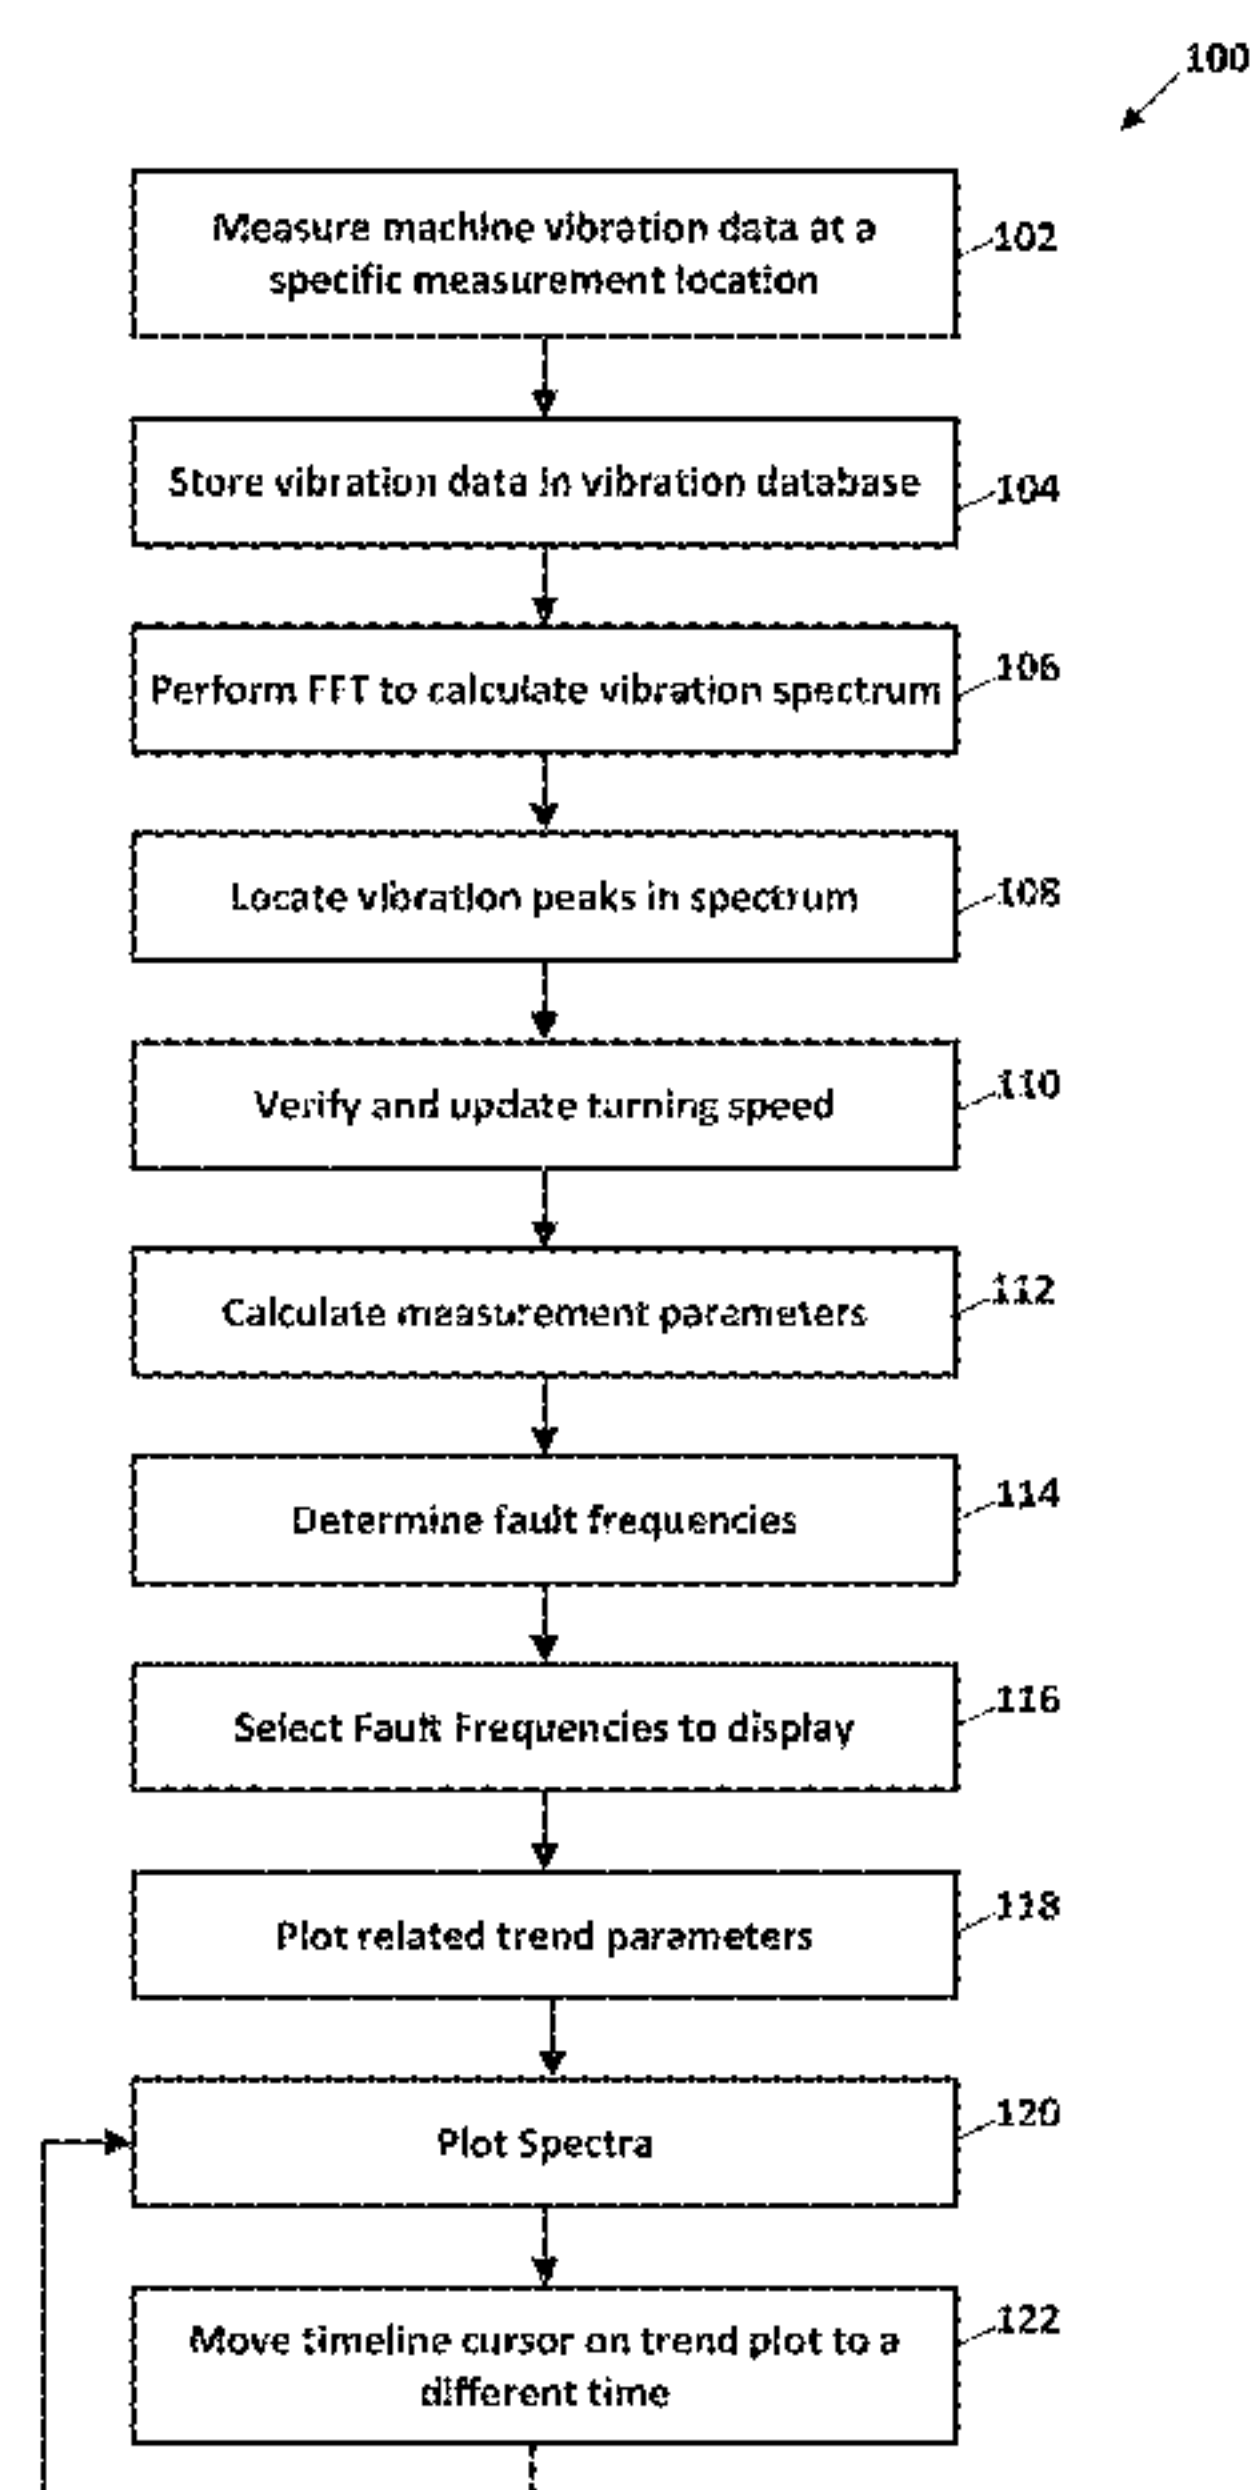 100
Measure machine vibration data at a
specific measurement location
102
Store vibration data in vibration database
104
Perform FFT to calculate vibration spectrum
106
Locate vibration peaks in spectrum
108
Verify and update turning speed
110
Calculate measurement parameters
112
Determine fault frequencies
114
Select Fault Frequencies to display
116
Plot related trend parameters
118
Plot Spectra
120
Move timeline cursor on trend plot to a
different time
122